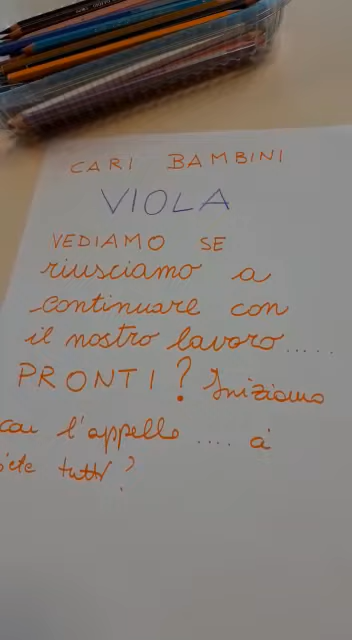 CARI BAMBINI
VIOLA
VEDIAMO SE
riusciamo a
continuare con
il nostro lavoro.....
PRONTI? Iniziamo
con l'appello .... ci
siete tutti?